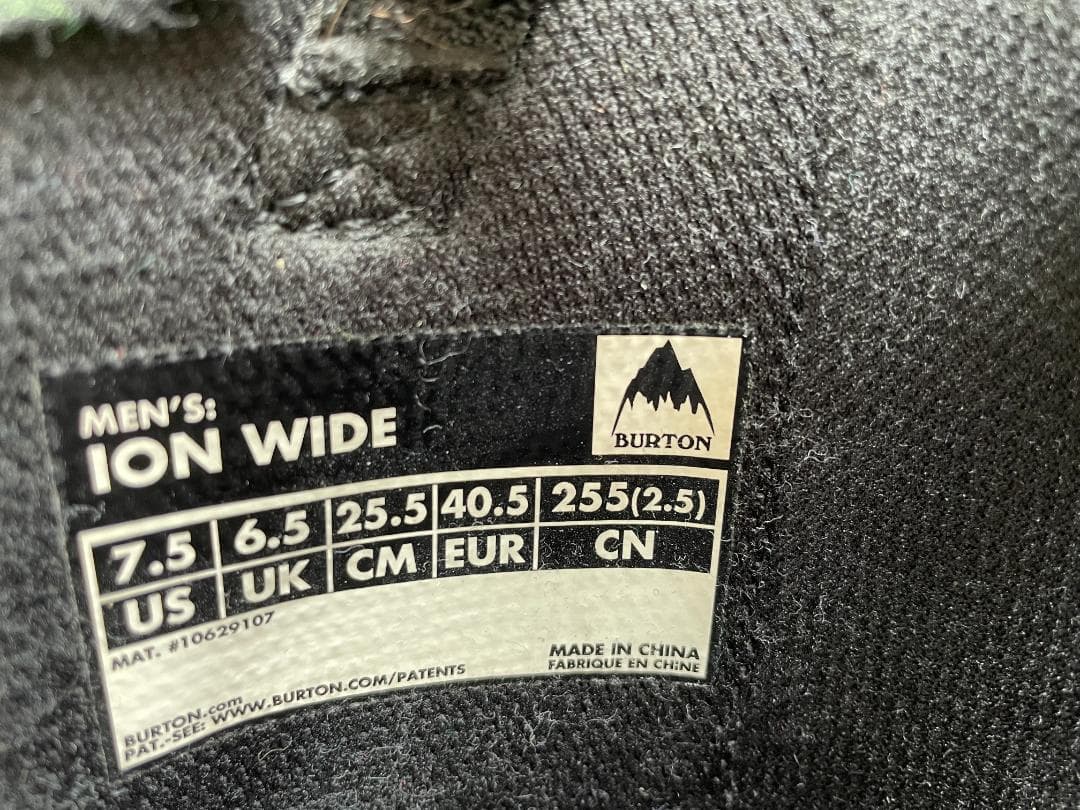 MEN'S:
ION WIDE
BURTON
7.5 6.5 25.5 40.5 255(2.5)
US UK CM EUR CN
MAT. #10629107
MADE IN CHINA
FABRIQUE EN CHINE
BURTON.com
PAT.-SEE: WWW.BURTON.COM/PATENTS